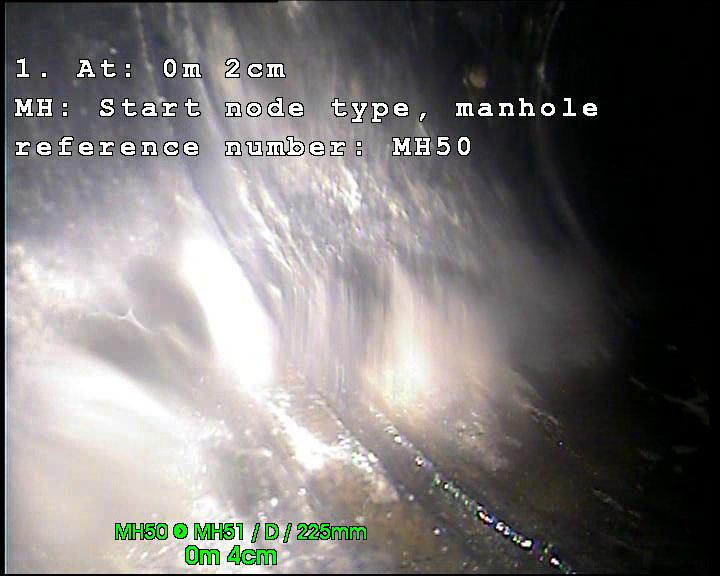 1. At: 0m 2cm
MH: Start node type, manhole
reference number: MH50
MH50 > MH51 / D / 225mm
0m 4cm